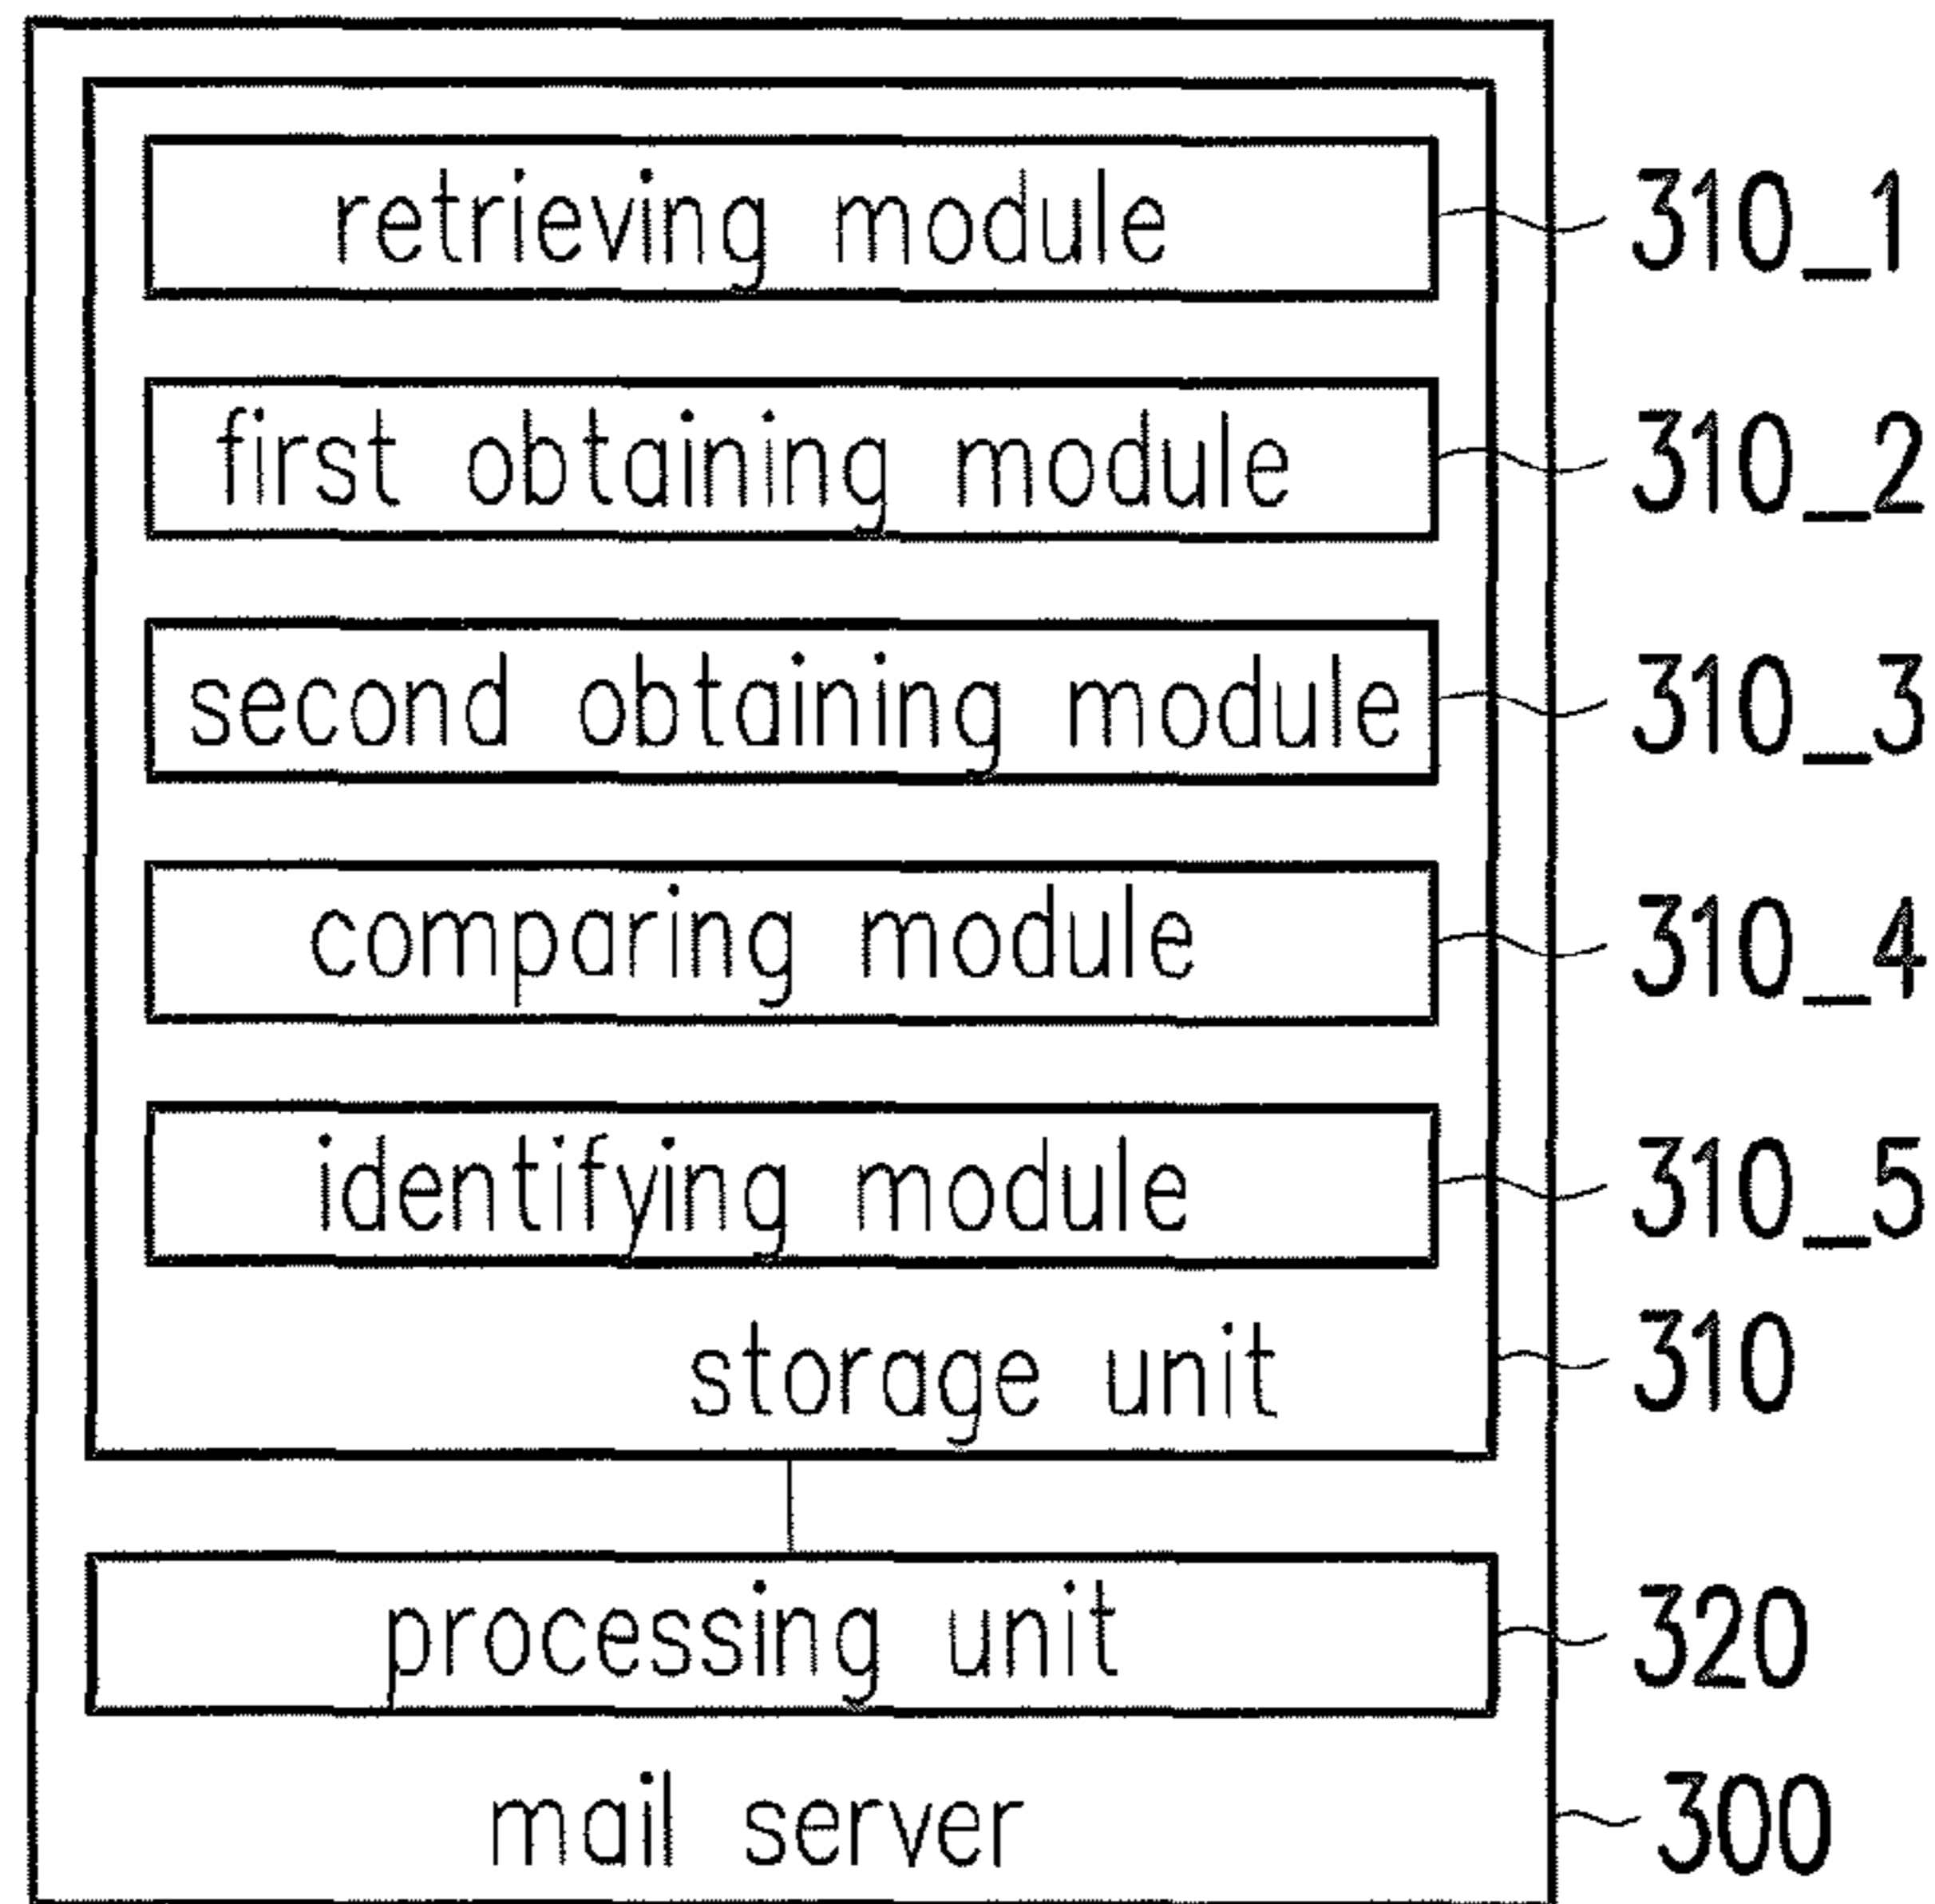 retrieving module 310_1
first obtaining module 310_2
second obtaining module 310_3
comparing module 310_4
identifying module 310_5
storage unit 310
processing unit 320
mail server 300